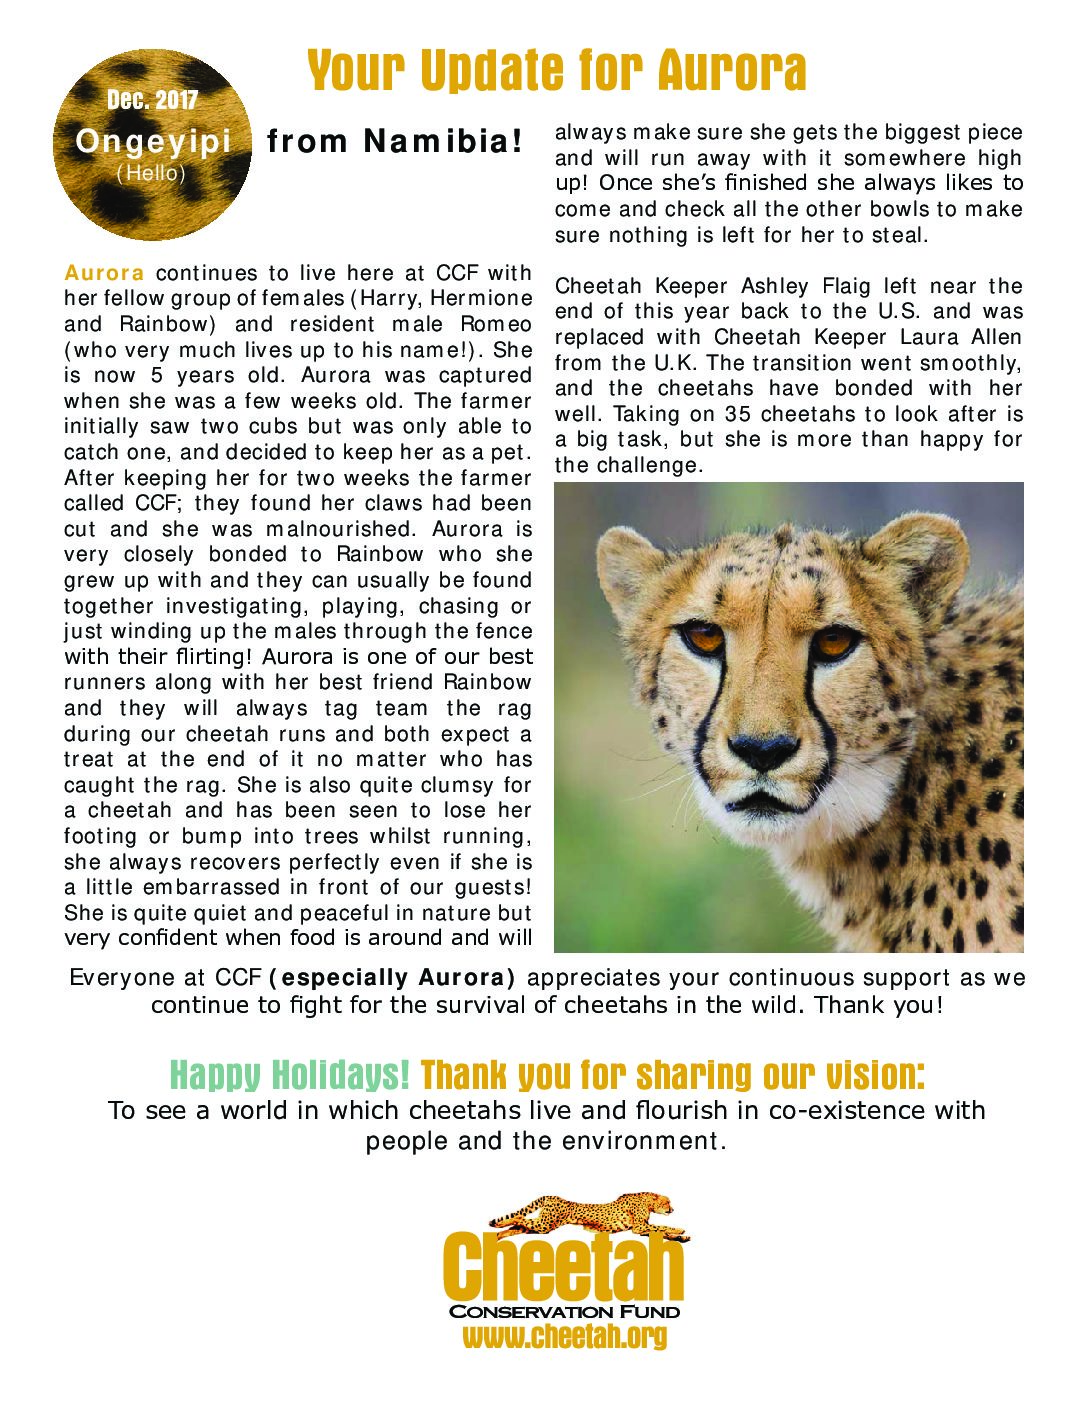 Your Update for Aurora
Dec. 2017
Ongeyipi from Namibia!
(Hello)
Aurora continues to live here at CCF with
her fellow group of females (Harry, Hermione
and Rainbow) and resident male Romeo
(who very much lives up to his name!). She
is now 5 years old. Aurora was captured
when she was a few weeks old. The farmer
initially saw two cubs but was only able to
catch one, and decided to keep her as a pet.
After keeping her for two weeks the farmer
called CCF; they found her claws had been
cut and she was malnourished. Aurora is
very closely bonded to Rainbow who she
grew up with and they can usually be found
together investigating, playing, chasing or
just winding up the males through the fence
with their flirting! Aurora is one of our best
runners along with her best friend Rainbow
and they will always tag team the rag
during our cheetah runs and both expect a
treat at the end of it no matter who has
caught the rag. She is also quite clumsy for
a cheetah and has been seen to lose her
footing or bump into trees whilst running,
she always recovers perfectly even if she is
a little embarrassed in front of our guests!
She is quite quiet and peaceful in nature but
very confident when food is around and will
always make sure she gets the biggest piece
and will run away with it somewhere high
up! Once she's finished she always likes to
come and check all the other bowls to make
sure nothing is left for her to steal.
Cheetah Keeper Ashley Flaig left near the
end of this year back to the U.S. and was
replaced with Cheetah Keeper Laura Allen
from the U.K. The transition went smoothly,
and the cheetahs have bonded with her
well. Taking on 35 cheetahs to look after is
a big task, but she is more than happy for
the challenge.
Everyone at CCF (especially Aurora) appreciates your continuous support as we
continue to fight for the survival of cheetahs in the wild. Thank you!
Happy Holidays! Thank you for sharing our vision:
To see a world in which cheetahs live and flourish in co-existence with
people and the environment.
Cheetah
CONSERVATION FUND
www.cheetah.org